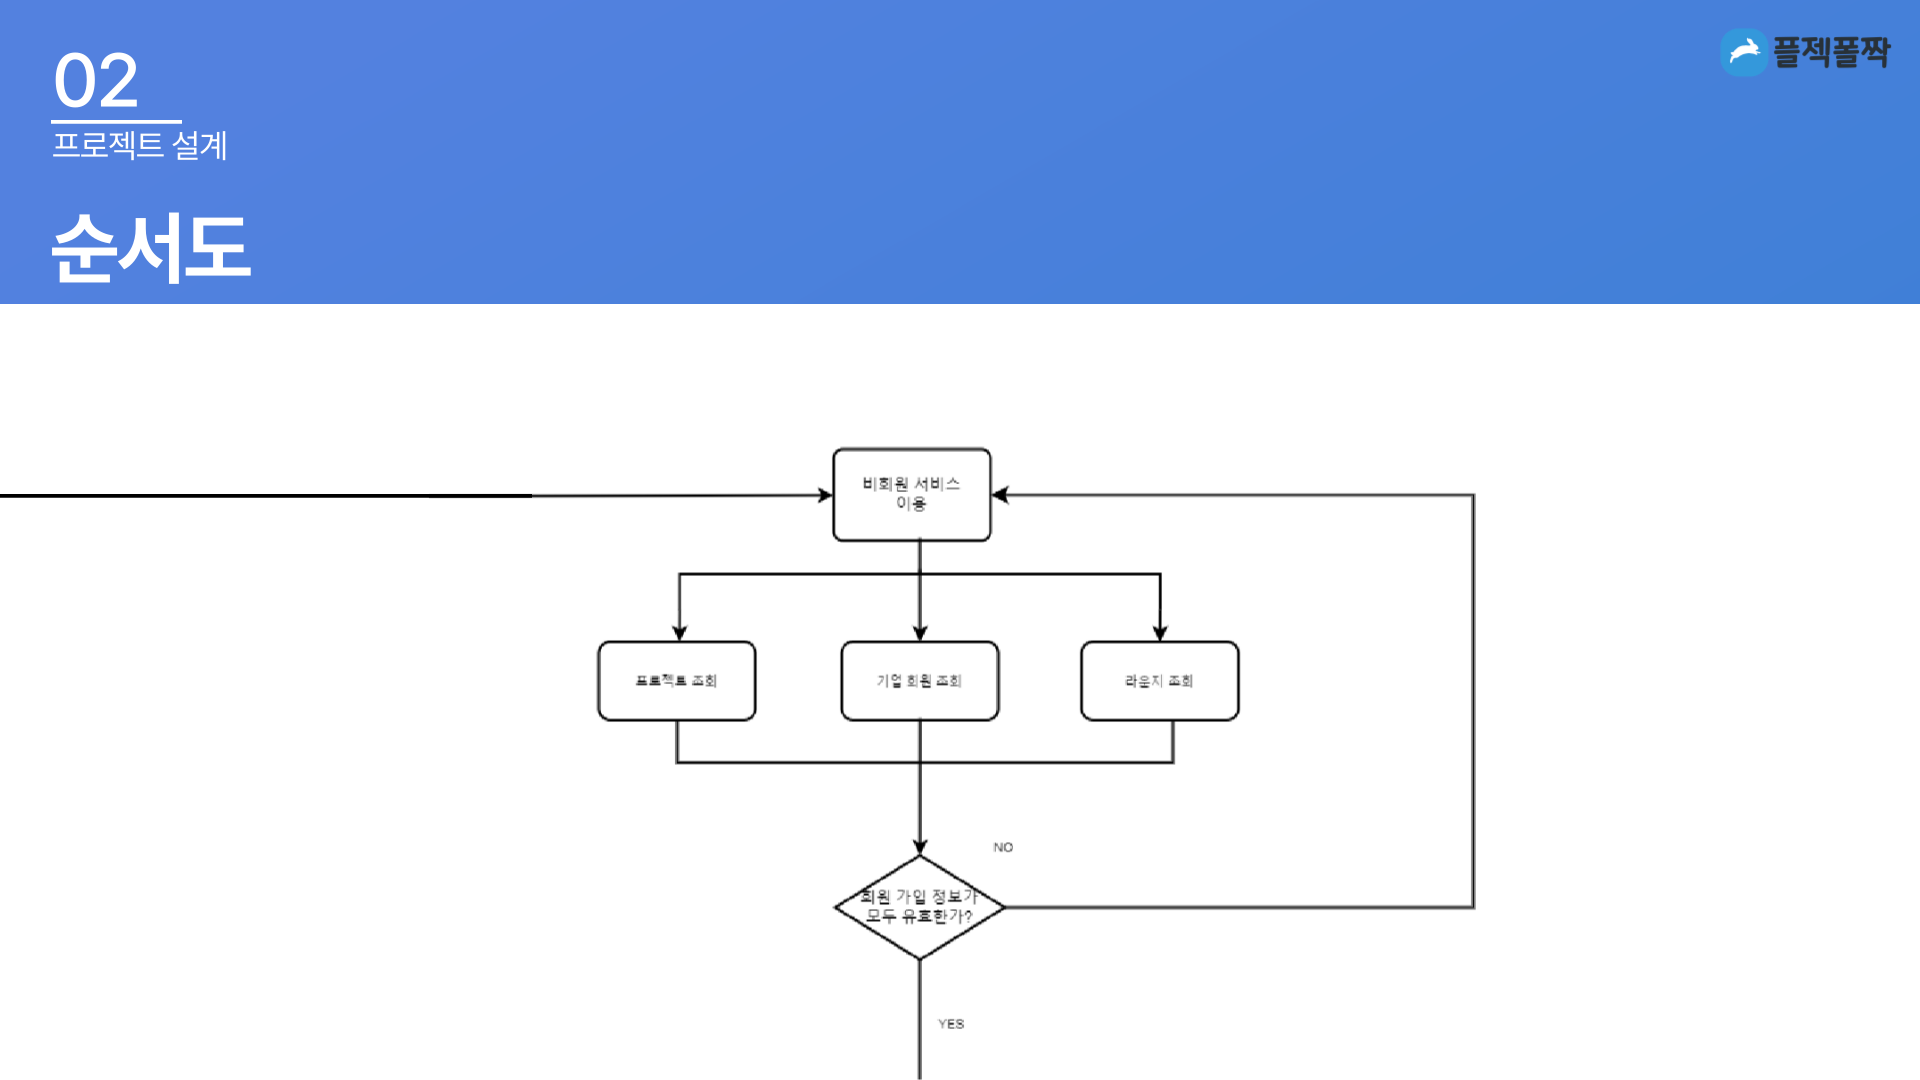 02
프로젝트 설계
순서도
플젝폴짝
비회원 서비스
이용
프로젝트 조회
기업 회원 조회
라운지 조회
NO
회원 가입 정보가
모두 유효한가?
YES